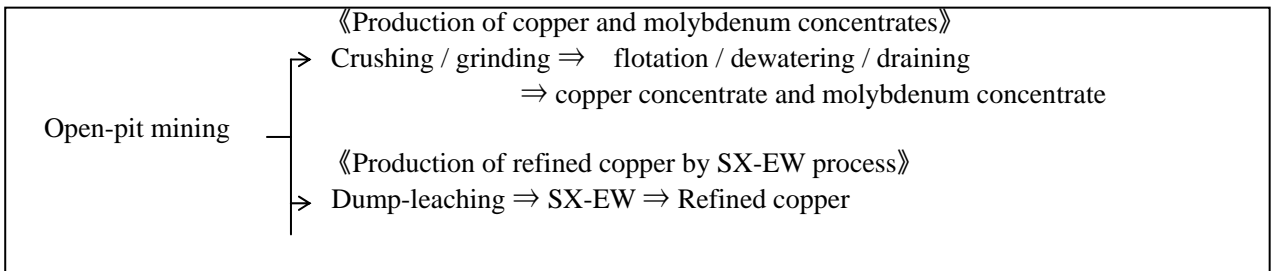 《Production of copper and molybdenum concentrates》
Crushing / grinding ⇒ flotation / dewatering / draining
⇒ copper concentrate and molybdenum concentrate
Open-pit mining
《Production of refined copper by SX-EW process》
Dump-leaching ⇒ SX-EW ⇒ Refined copper